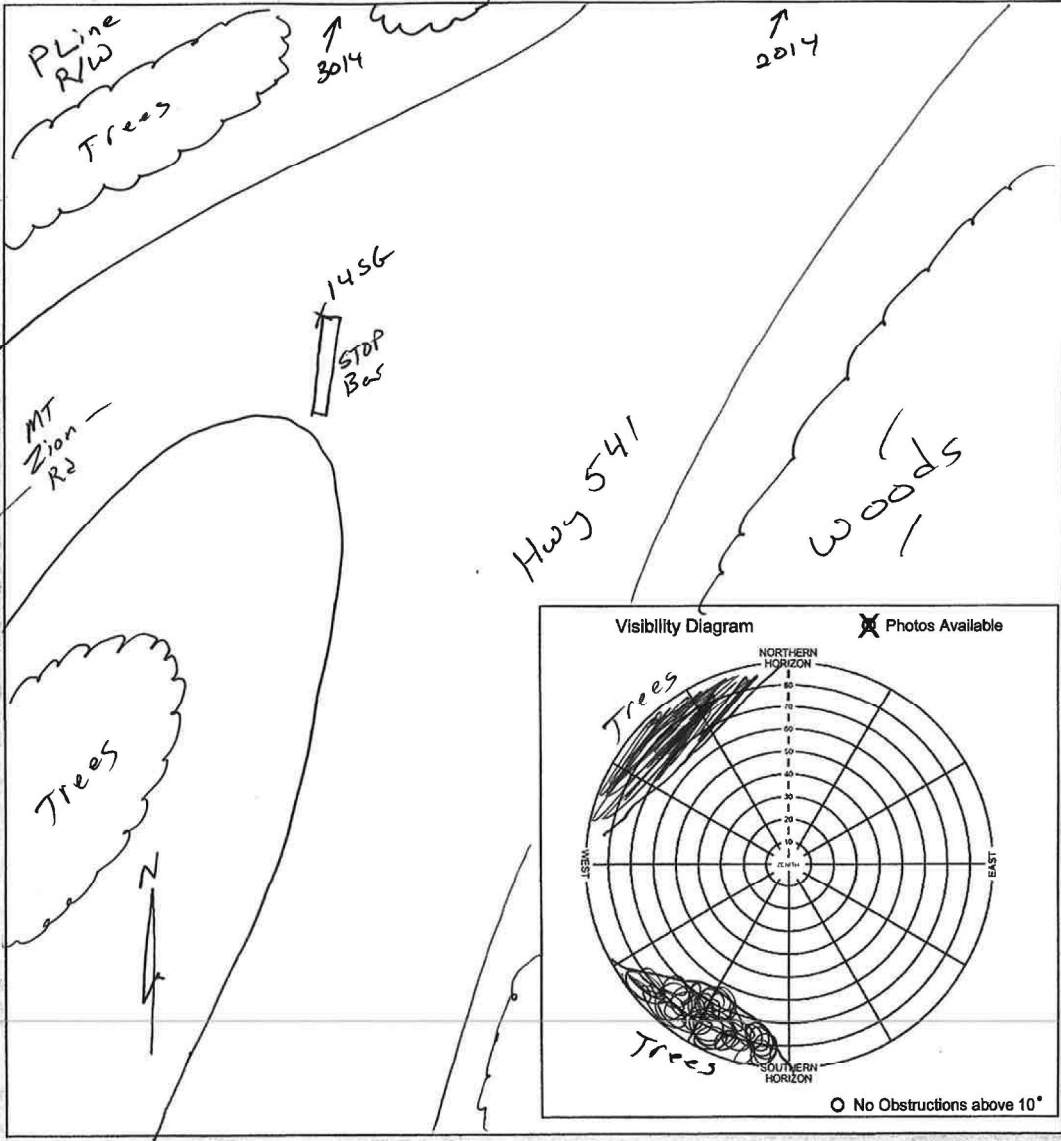 PLine
R/W
Trees
3014
2014
14SG
STOP
Bar
MT
Zion
Rd
Hwy 541
Woods
Trees
N
Visibility Diagram
Photos Available
NORTHERN
HORIZON
Trees
80
70
60
50
40
30
20
10
ZENITH
WEST
EAST
Trees
SOUTHERN
HORIZON
No Obstructions above 10°